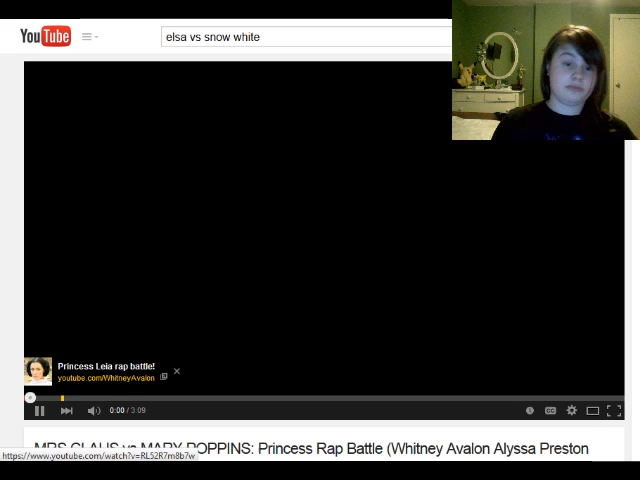 YouTube
elsa vs snow white
Princess Leia rap battle!
youtube.com/WhitneyAvalon
0:00 / 3:09
CC
MRS CLAUS vs MARY POPPINS: Princess Rap Battle (Whitney Avalon Alyssa Preston
https://www.youtube.com/watch?v=RL52R7m8b7w